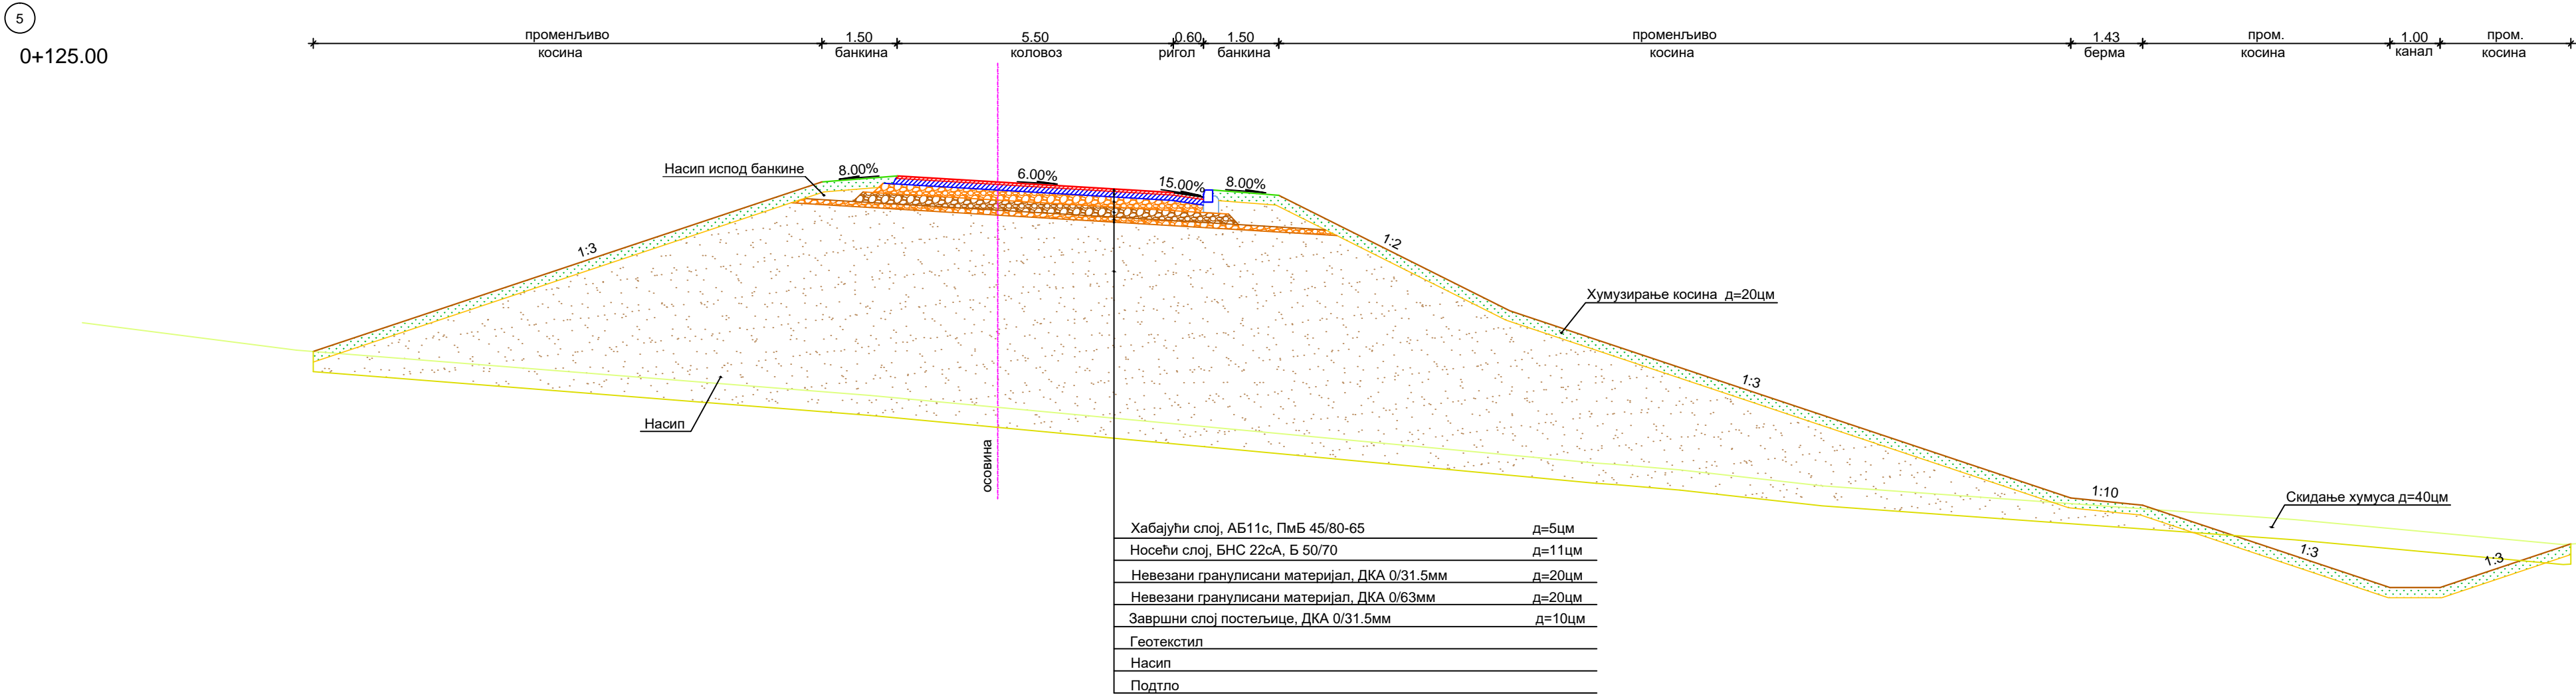 5
0+125.00
променљиво 1.50 5.50 0.60 1.50 променљиво 1.43 пром. 1.00 пром.
косина банкина коловоз ригол банкина косина берма косина канал косина
Насип испод банкине
8.00%
6.00%
15.00%
8.00%
1:3
1:2
Хумузирање косина д=20цм
1:3
Насип
осовина
1:10
Скидање хумуса д=40цм
1:3
1:3
Хабајући слој, АБ11с, ПмБ 45/80-65 д=5цм
Носећи слој, БНС 22сА, Б 50/70 д=11цм
Невезани гранулисани материјал, ДКА 0/31.5мм д=20цм
Невезани гранулисани материјал, ДКА 0/63мм д=20цм
Завршни слој постељице, ДКА 0/31.5мм д=10цм
Геотекстил
Насип
Подтло